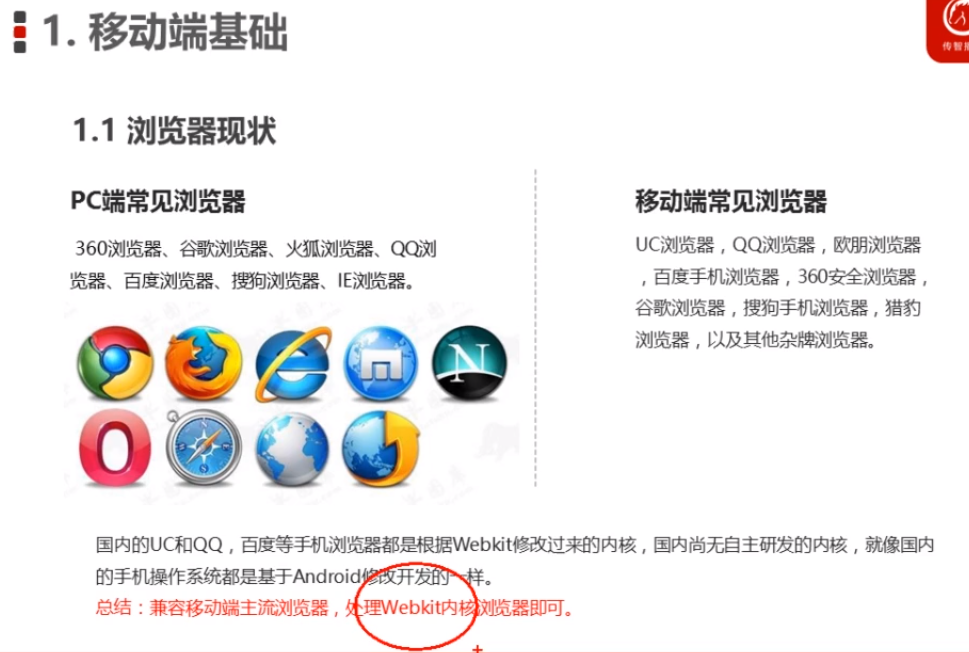 1. 移动端基础
传智
1.1 浏览器现状
PC端常见浏览器
360浏览器、谷歌浏览器、火狐浏览器、QQ浏
览器、百度浏览器、搜狗浏览器、IE浏览器。
移动端常见浏览器
UC浏览器，QQ浏览器，欧朋浏览器
，百度手机浏览器，360安全浏览器，
谷歌浏览器，搜狗手机浏览器，猎豹
浏览器，以及其他杂牌浏览器。
N
国内的UC和QQ，百度等手机浏览器都是根据Webkit修改过来的内核，国内尚无自主研发的内核，就像国内
的手机操作系统都是基于Android修改开发的一样。
总结：兼容移动端主流浏览器，处理Webkit内核浏览器即可。